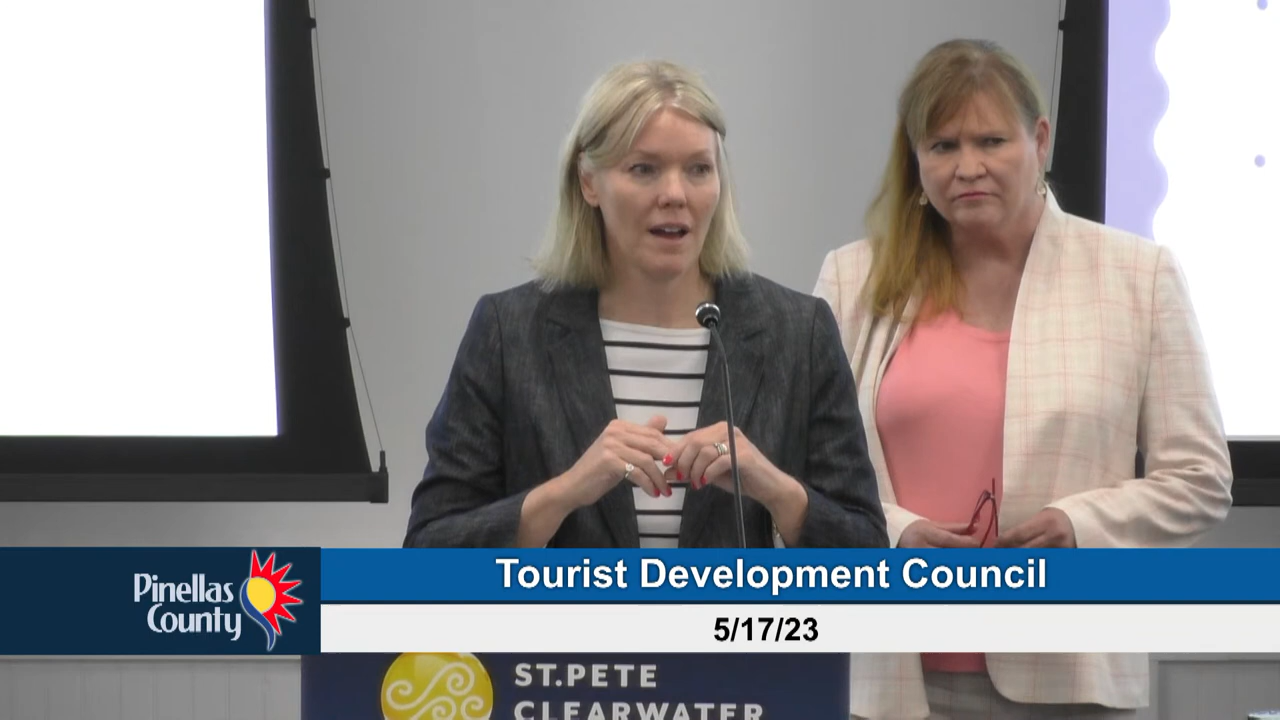 Pinellas
County
Tourist Development Council
5/17/23
ST.PETE
CLEARWATER